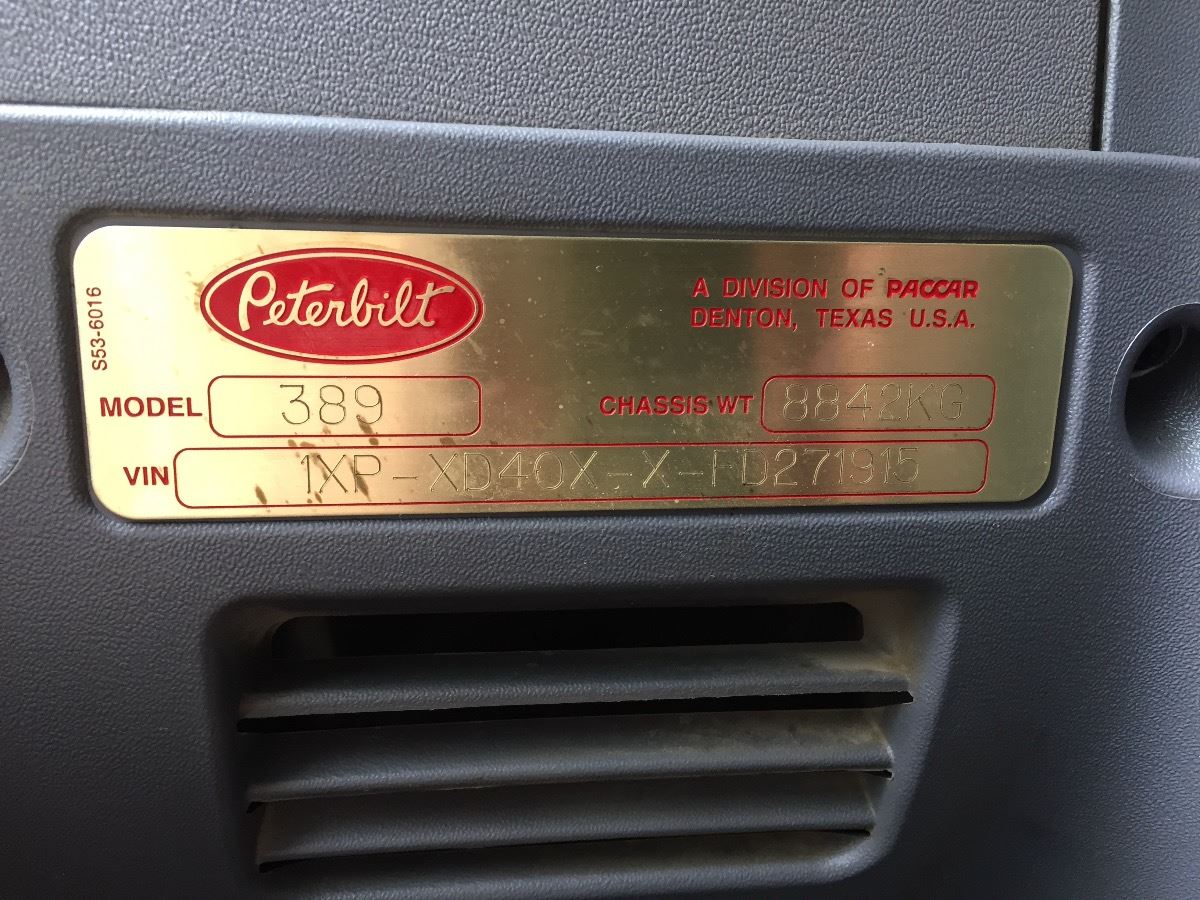 S53-6016
Peterbilt
A DIVISION OF PACCAR
DENTON, TEXAS U.S.A.
MODEL 389
CHASSIS WT 8842KG
VIN 1XP-XD40X-X-FD271915